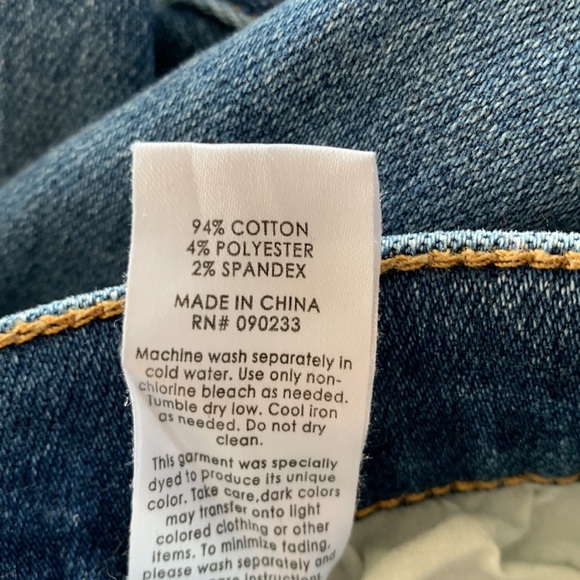 94% COTTON
4% POLYESTER
2% SPANDEX
MADE IN CHINA
RN# 090233
Machine wash separately in
cold water. Use only non-
chlorine bleach as needed.
Tumble dry low. Cool iron
as needed. Do not dry
clean.
This garment was specially
dyed to produce its unique
color. Take care,dark colors
may transfer onto light
colored clothing or other
items. To minimize fading,
please wash separately and
care instructi